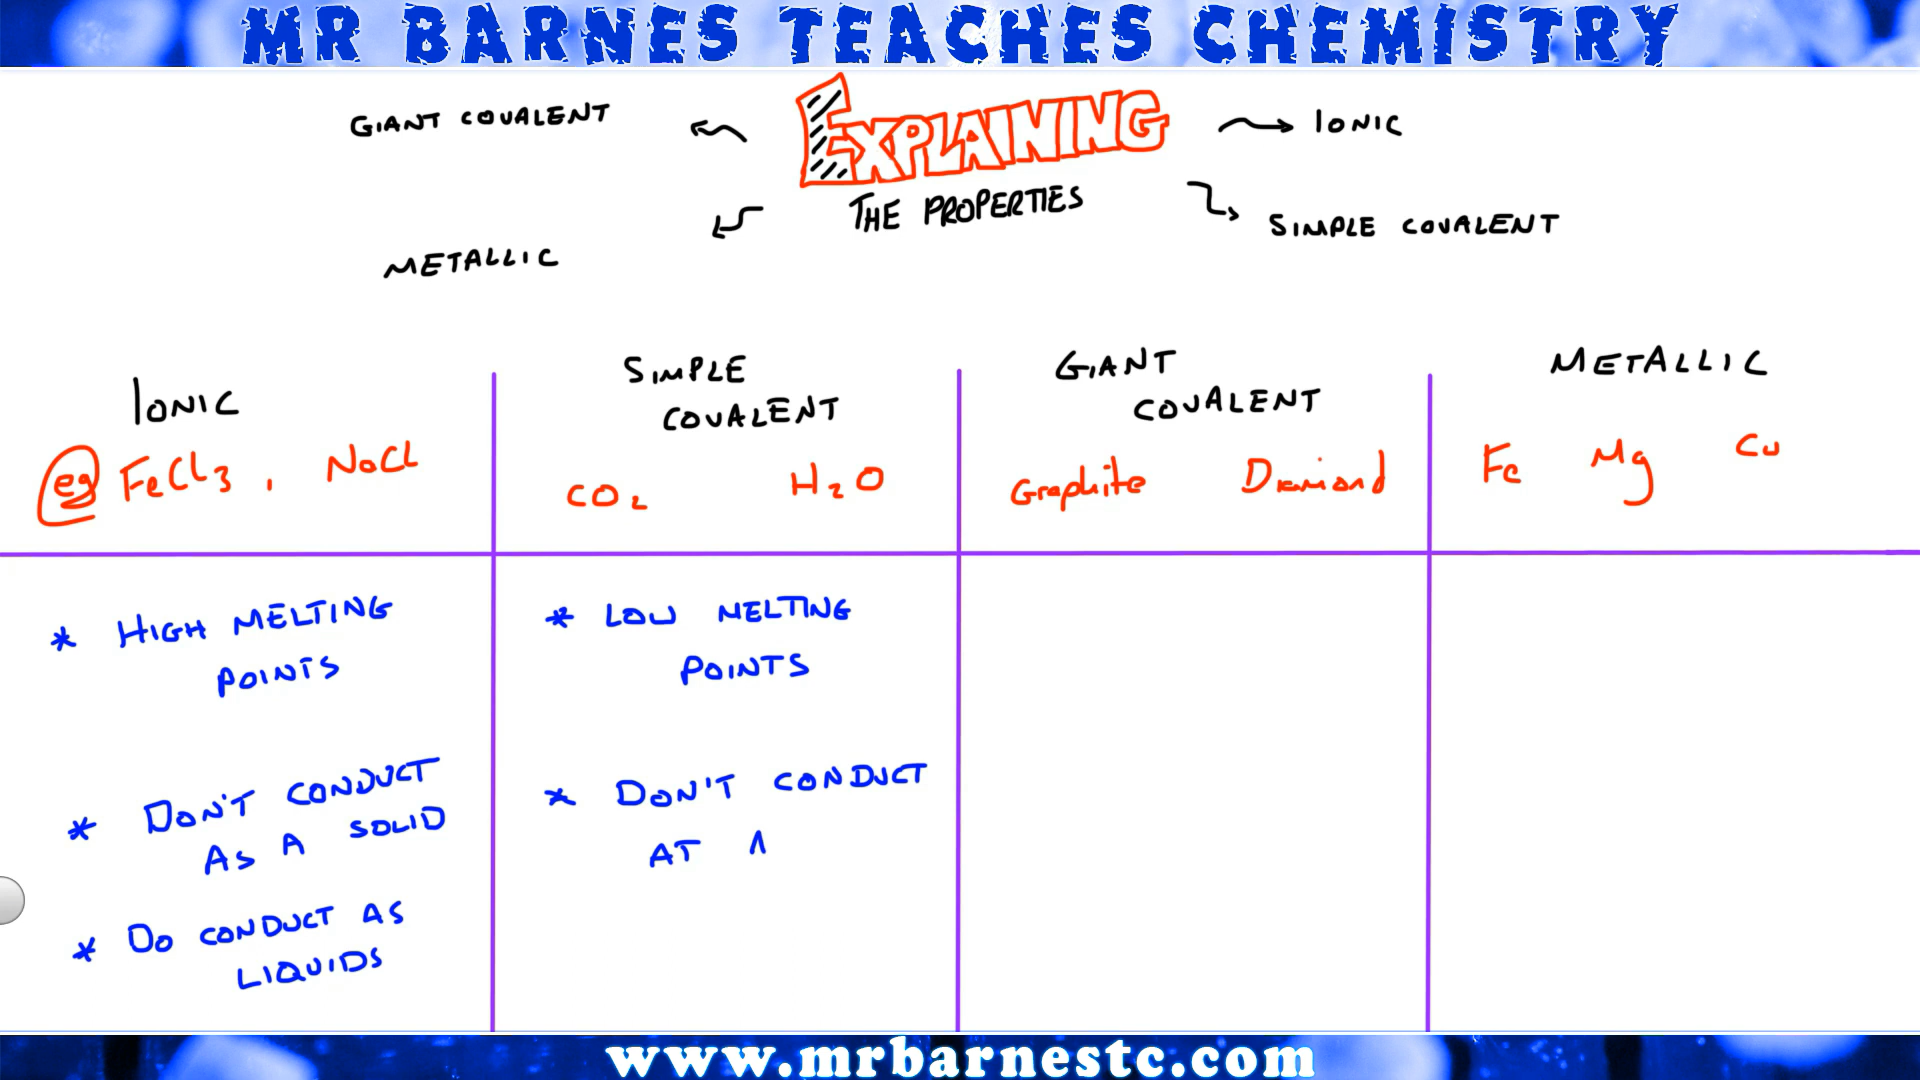 MR BARNES TEACHES CHEMISTRY
GIANT COVALENT
EXPLAINING
THE PROPERTIES
IONIC
SIMPLE COVALENT
METALLIC
IONIC
eg FeCl3, NaCl
SIMPLE
COVALENT
CO2 H2O
GIANT
COVALENT
Graphite Diamond
METALLIC
Fe Mg Cu
* HIGH MELTING
POINTS
* DON'T CONDUCT
AS A SOLID
* DO CONDUCT AS
LIQUIDS
* LOW MELTING
POINTS
* DON'T CONDUCT
AT
www.mrbarnestc.com